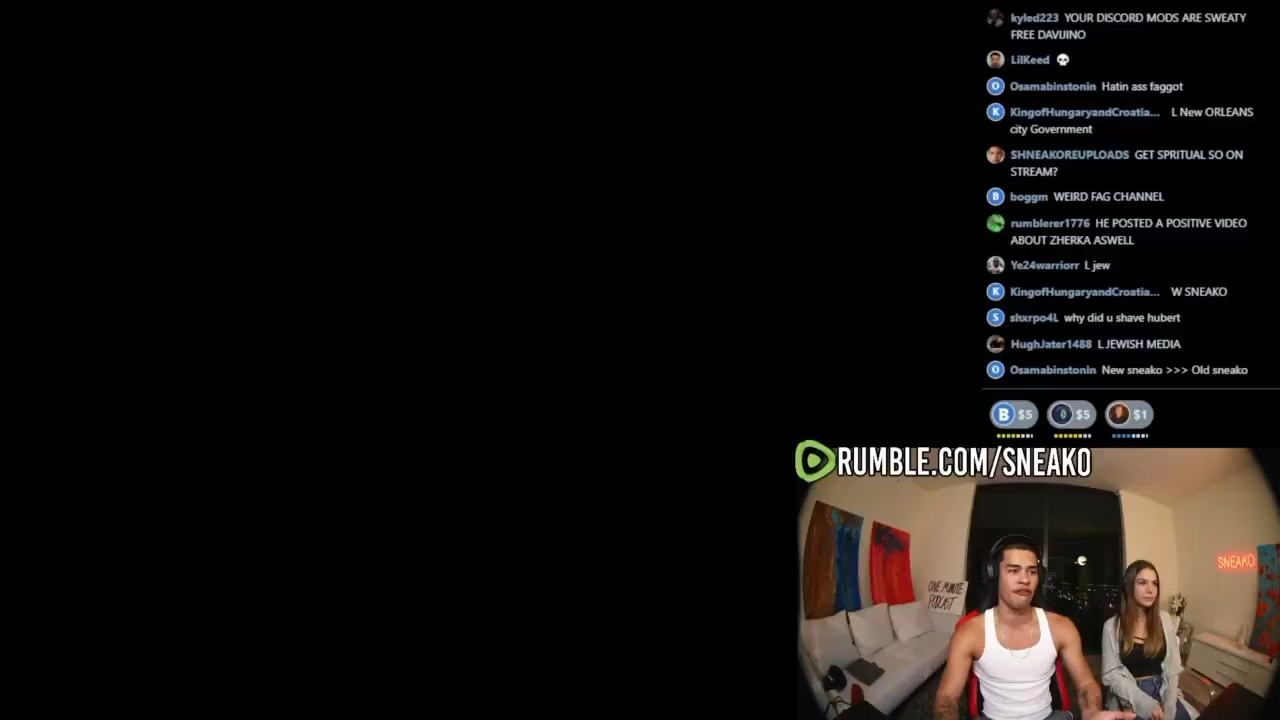 kyled223 YOUR DISCORD MODS ARE SWEATY
FREE DAVIJINO
LilKeed
O Osamabinstonin Hatin ass faggot
K KingofHungaryandCroatia... L New ORLEANS
city Government
SHNEAKOREUPLOADS GET SPRITUAL SO ON
STREAM?
B boggm WEIRD FAG CHANNEL
rumblerer1776 HE POSTED A POSITIVE VIDEO
ABOUT ZHERKA ASWELL
Ye24warriorr L jew
K KingofHungaryandCroatia... W SNEAKO
S shxrpo4L why did u shave hubert
HughJater1488 L JEWISH MEDIA
O Osamabinstonin New sneako >>> Old sneako
B $5 $5 $1
RUMBLE.COM/SNEAKO
SNEAKO
ONE MINUTE
PODCAST